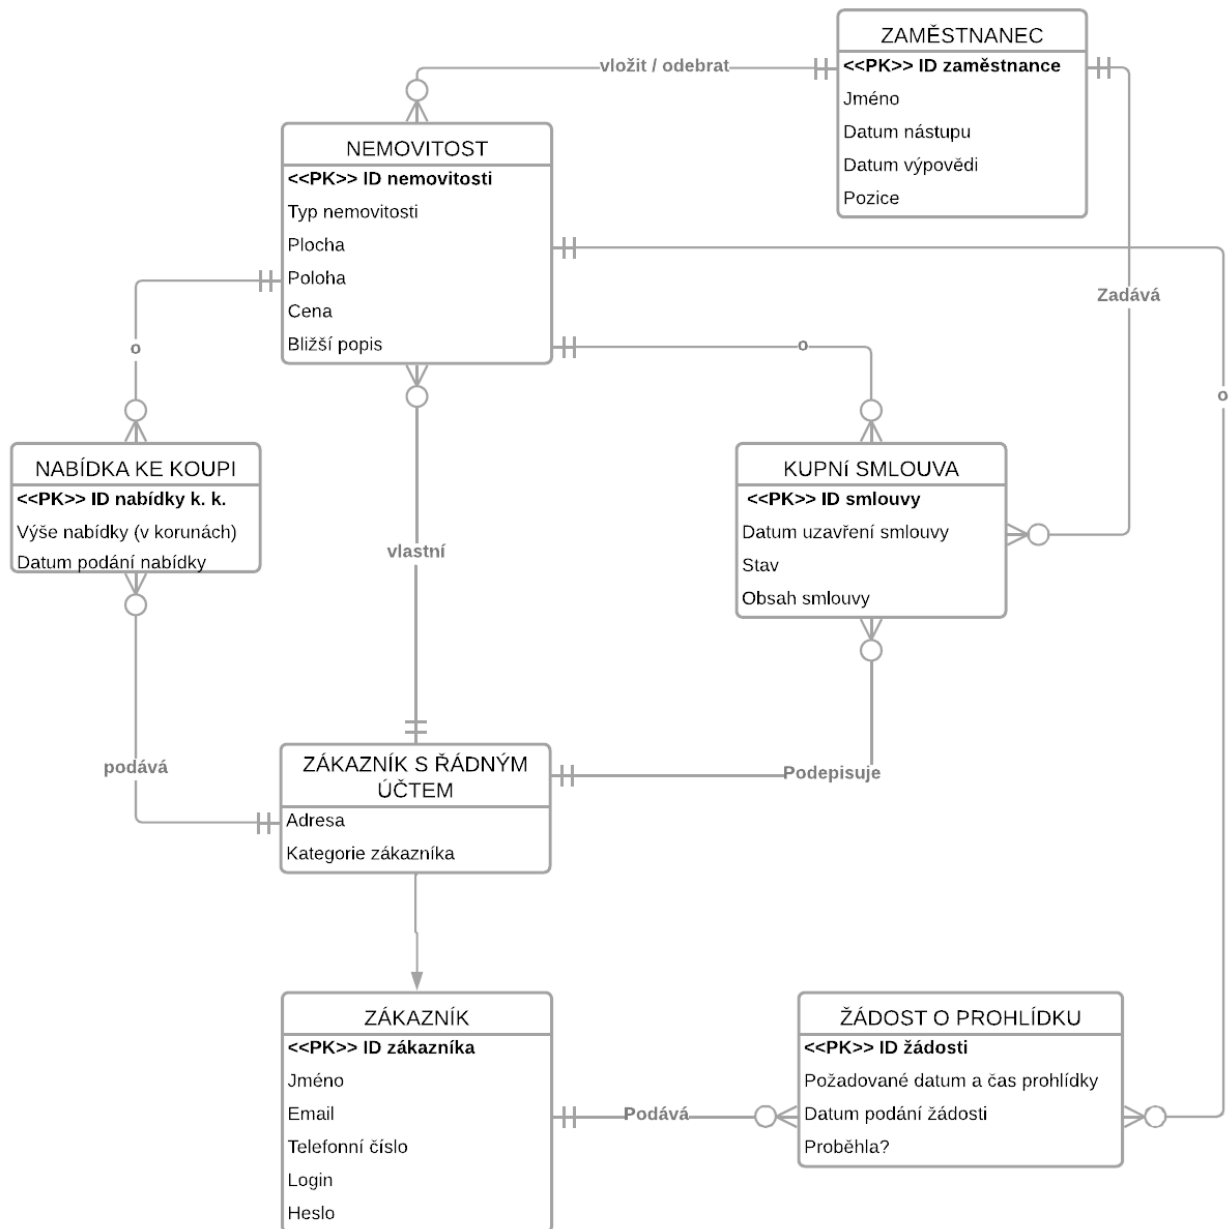 ZAMĚSTNANEC
<<PK>> ID zaměstnance
Jméno
Datum nástupu
Datum výpovědi
Pozice
vložit / odebrat
NEMOVITOST
<<PK>> ID nemovitosti
Typ nemovitosti
Plocha
Poloha
Cena
Bližší popis
Zadává
o
o
o
NABÍDKA KE KOUPI
<<PK>> ID nabídky k. k.
Výše nabídky (v korunách)
Datum podání nabídky
KUPNí SMLOUVA
<<PK>> ID smlouvy
Datum uzavření smlouvy
Stav
Obsah smlouvy
vlastní
podává
Podepisuje
ZÁKAZNÍK S ŘÁDNÝM
ÚČTEM
Adresa
Kategorie zákazníka
ZÁKAZNÍK
<<PK>> ID zákazníka
Jméno
Email
Telefonní číslo
Login
Heslo
Podává
ŽÁDOST O PROHLÍDKU
<<PK>> ID žádosti
Požadované datum a čas prohlídky
Datum podání žádosti
Proběhla?